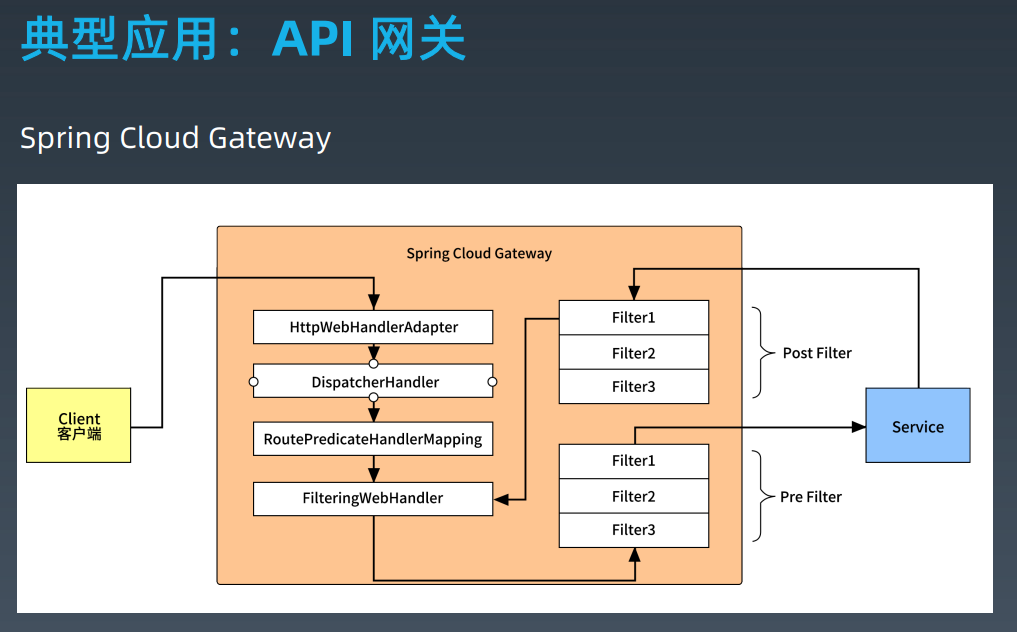 典型应用：API 网关
Spring Cloud Gateway
Spring Cloud Gateway
HttpWebHandlerAdapter
DispatcherHandler
RoutePredicateHandlerMapping
FilteringWebHandler
Filter1
Filter2
Filter3
Post Filter
Filter1
Filter2
Filter3
Pre Filter
Client
客户端
Service